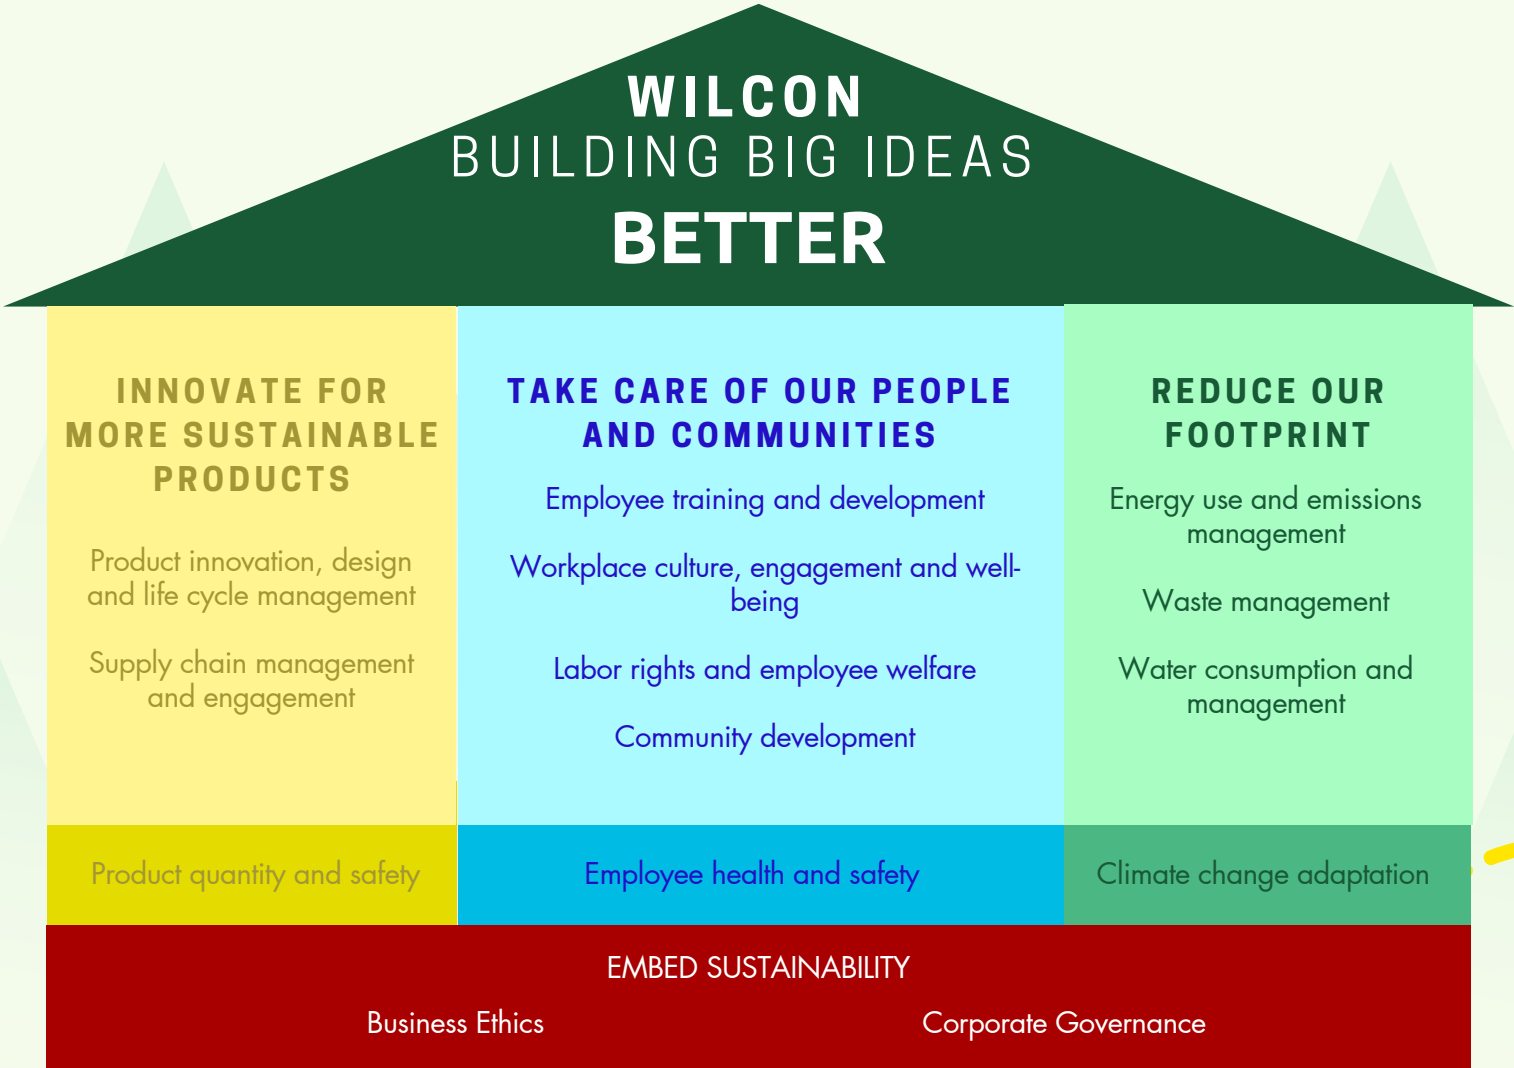 WILCON
BUILDING BIG IDEAS
BETTER
INNOVATE FOR
MORE SUSTAINABLE
PRODUCTS
Product innovation, design
and life cycle management
Supply chain management
and engagement
Product quantity and safety
TAKE CARE OF OUR PEOPLE
AND COMMUNITIES
Employee training and development
Workplace culture, engagement and well-
being
Labor rights and employee welfare
Community development
Employee health and safety
REDUCE OUR
FOOTPRINT
Energy use and emissions
management
Waste management
Water consumption and
management
Climate change adaptation
EMBED SUSTAINABILITY
Business Ethics
Corporate Governance